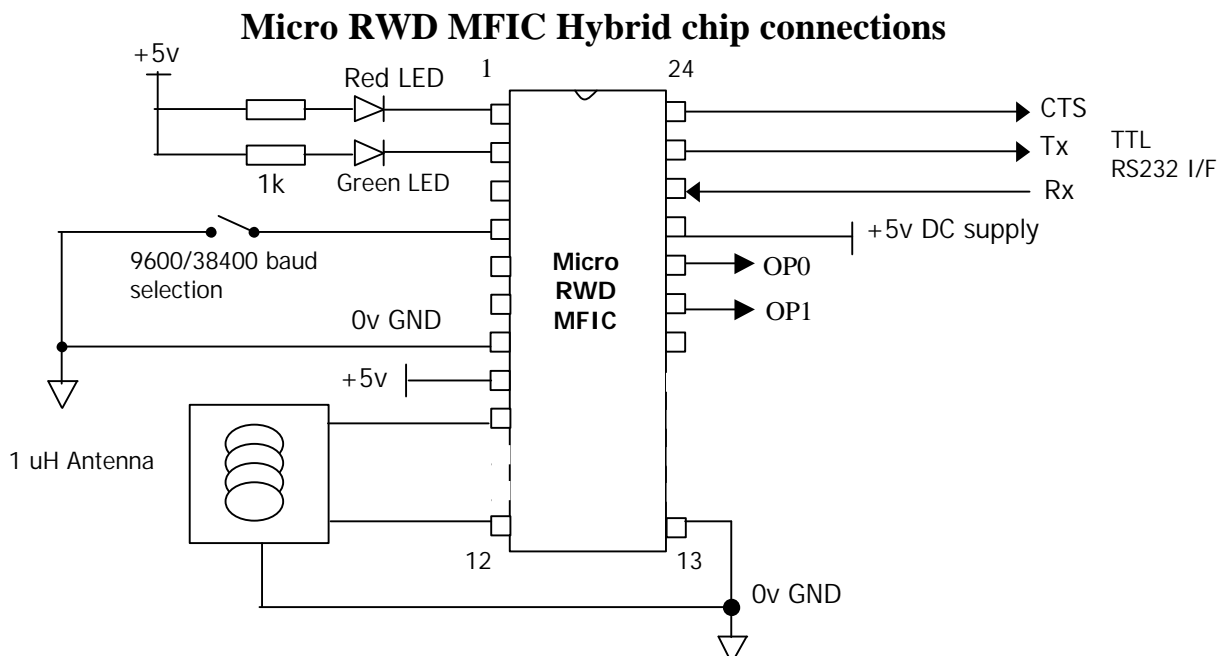 Micro RWD MFIC Hybrid chip connections
+5v
Red LED
1
24
CTS
Tx
TTL
RS232 I/F
1k
Green LED
Rx
+5v DC supply
9600/38400 baud
selection
Micro
RWD
MFIC
OP0
0v GND
OP1
+5v
1 uH Antenna
12
13
0v GND